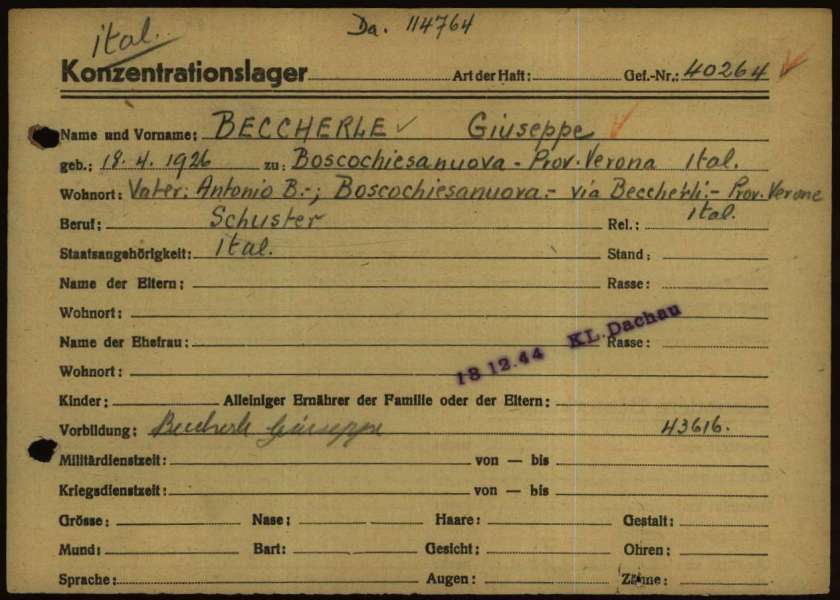 Da. 114764
ital.
Konzentrationslager Art der Haft: Gef.-Nr.: 40264
Name und Vorname: BECCHERLE Giuseppe
geb.: 18.4.1926 zu: Boscochiesanuova - Prov. Verona Ital.
Wohnort: Vater: Antonio B.-; Boscochiesanuova.- via Beccherli.- Prov. Verone
ital.
Beruf: Schuster Rel.:
Staatsangehörigkeit: ital. Stand:
Name der Eltern: Rasse:
Wohnort:
Name der Ehefrau: Rasse:
18.12.44 KL. Dachau
Wohnort:
Kinder: Alleiniger Ernährer der Familie oder der Eltern:
Vorbildung: Beccherle Giuseppe 43616.
Militärdienstzeit: von — bis
Kriegsdienstzeit: von — bis
Grösse: Nase: Haare: Gestalt:
Mund: Bart: Gesicht: Ohren:
Sprache: Augen: Zähne: